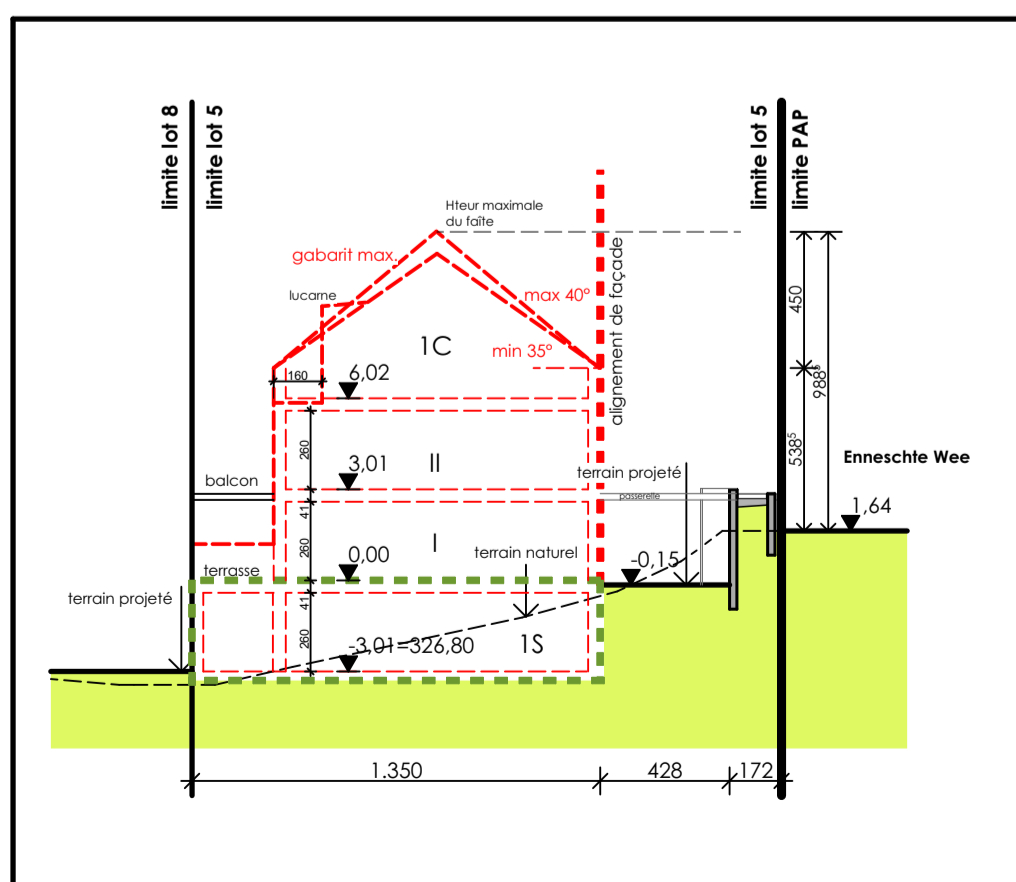 limite lot 8
limite lot 5
limite lot 5
limite PAP
Hteur maximale
du faîte
gabarit max.
lucarne
max 40°
alignement de façade
450
988⁵
1C
min 35°
160
6,02
538⁵
260
II
Enneschte Wee
terrain projeté
balcon
3,01
passerelle
41
1,64
260
I
0,00
terrain naturel
-0,15
terrasse
terrain projeté
41
260
-3,01=326,80
1S
1.350
428
172